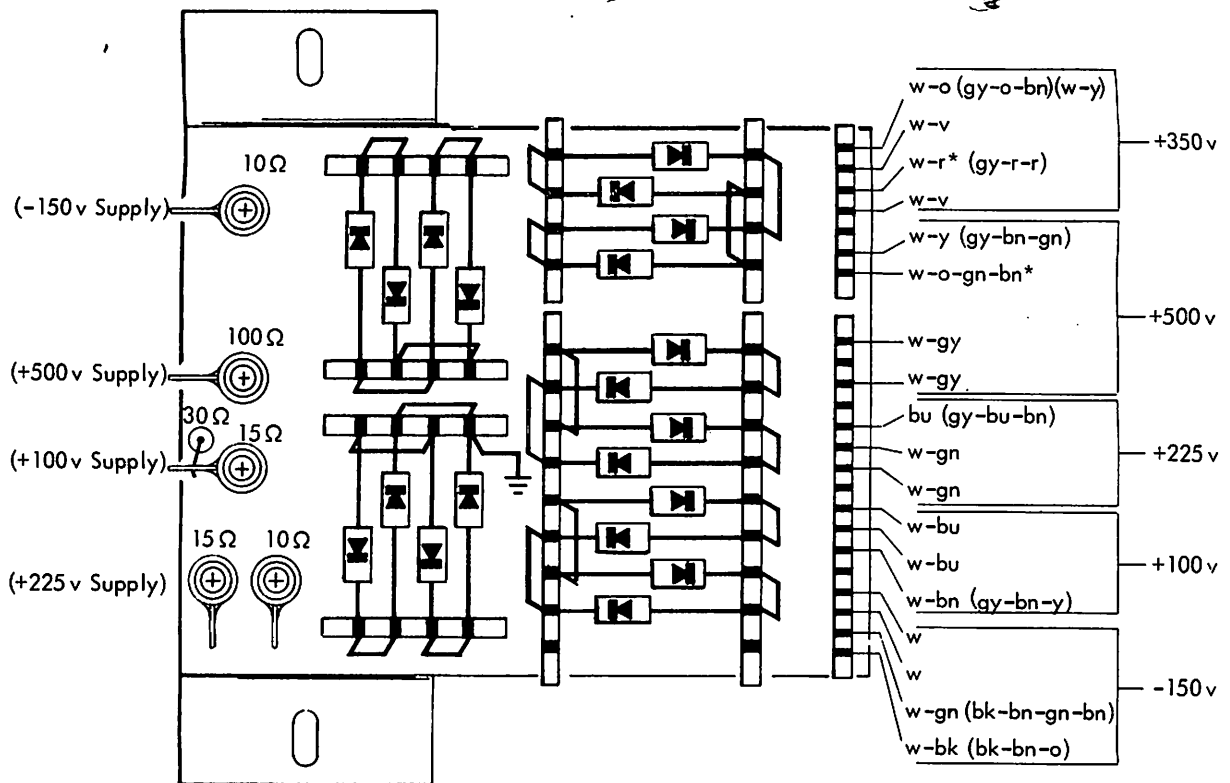 10Ω
(-150v Supply)
100Ω
(+500v Supply)
30Ω
15Ω
(+100v Supply)
15Ω 10Ω
(+225v Supply)
w-o (gy-o-bn)(w-y)
w-v
w-r* (gy-r-r)
w-v
+350v
w-y (gy-bn-gn)
w-o-gn-bn*
w-gy
w-gy
+500v
bu (gy-bu-bn)
w-gn
w-gn
+225v
w-bu
w-bu
w-bn (gy-bn-y)
+100v
w
w
w-gn (bk-bn-gn-bn)
w-bk (bk-bn-o)
-150v